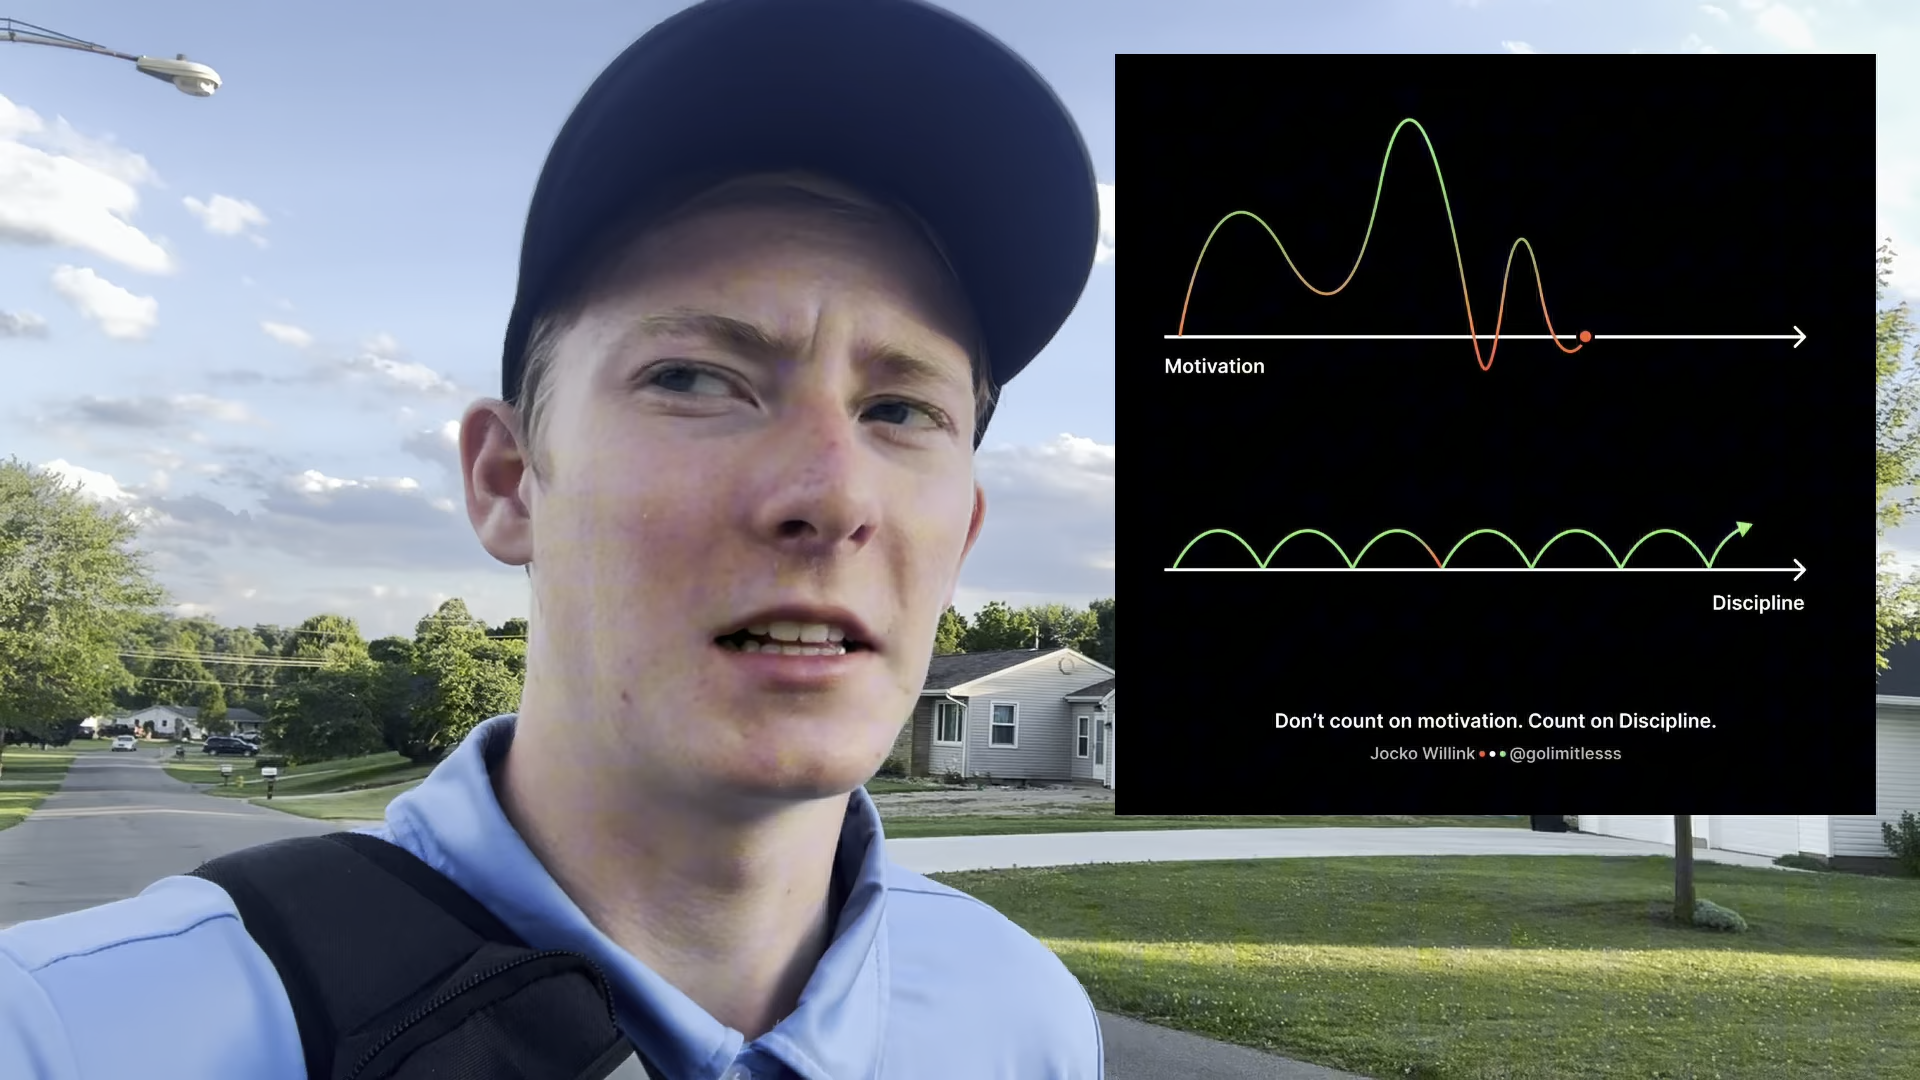 Motivation
Discipline
Don't count on motivation. Count on Discipline.
Jocko Willink ••• @golimitlesss